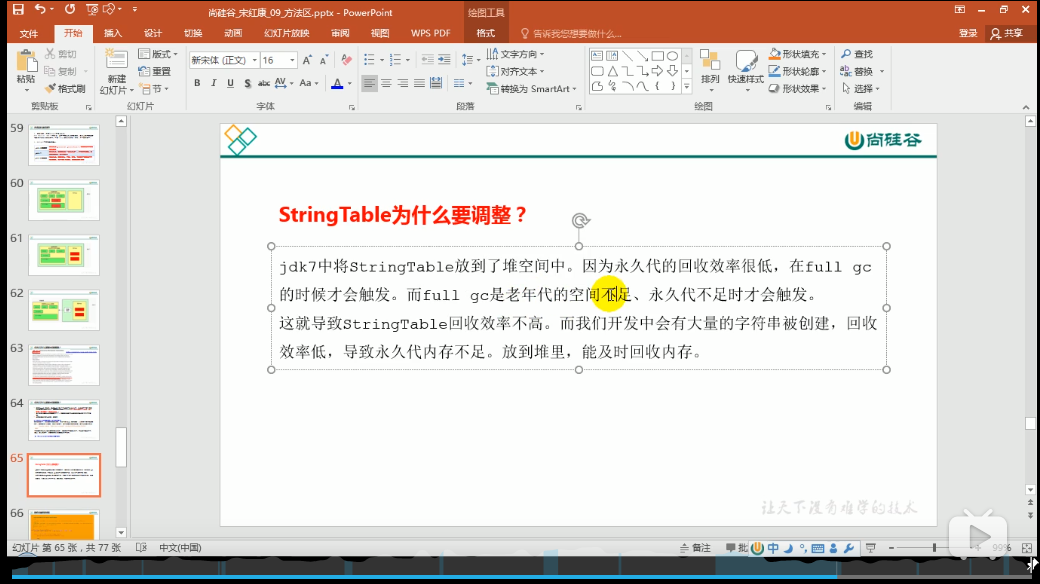 尚硅谷_宋红康_09_方法区.pptx - PowerPoint
绘图工具
文件 开始 插入 设计 切换 动画 幻灯片放映 审阅 视图 WPS PDF 格式 告诉我您想要做什么... 登录 共享
粘贴
剪切
复制
格式刷
剪贴板
新建
幻灯片
版式
重置
节
幻灯片
新宋体 (正文) 16
B I U S abc AV Aa A
字体
文字方向
对齐文本
转换为 SmartArt
段落
排列
快速样式
形状填充
形状轮廓
形状效果
绘图
查找
替换
选择
编辑
59
60
61
62
63
64
65
66
尚硅谷
StringTable为什么要调整？
jdk7中将StringTable放到了堆空间中。因为永久代的回收效率很低，在full gc
的时候才会触发。而full gc是老年代的空间不足、永久代不足时才会触发。
这就导致StringTable回收效率不高。而我们开发中会有大量的字符串被创建，回收
效率低，导致永久代内存不足。放到堆里，能及时回收内存。
让天下没有难学的技术
幻灯片 第 65 张，共 77 张 中文(中国) 备注 批 中 99%